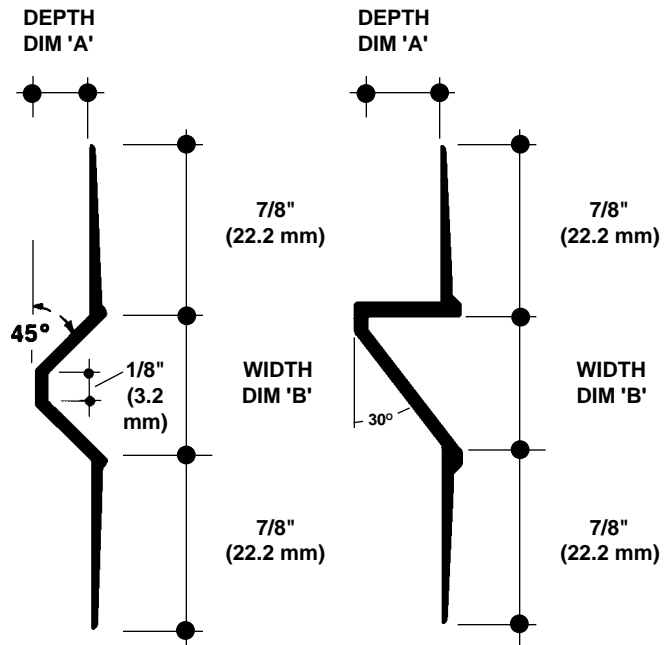 DEPTH
DIM 'A'
7/8"
(22.2 mm)
45°
1/8"
(3.2
mm)
WIDTH
DIM 'B'
7/8"
(22.2 mm)
DEPTH
DIM 'A'
7/8"
(22.2 mm)
30°
WIDTH
DIM 'B'
7/8"
(22.2 mm)